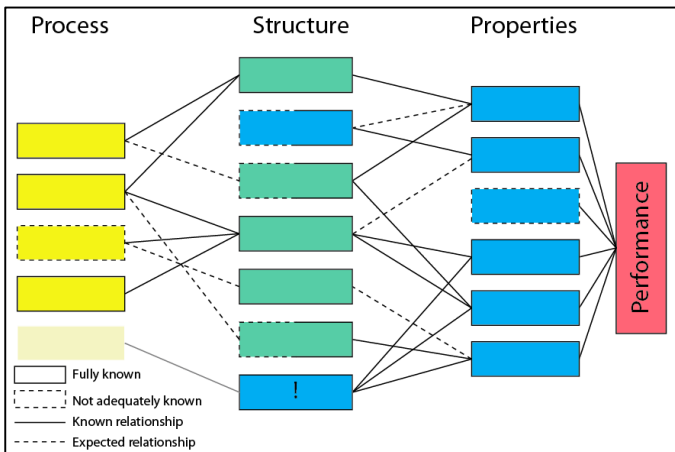 Process
Structure
Properties
Performance
!
Fully known
Not adequately known
Known relationship
Expected relationship